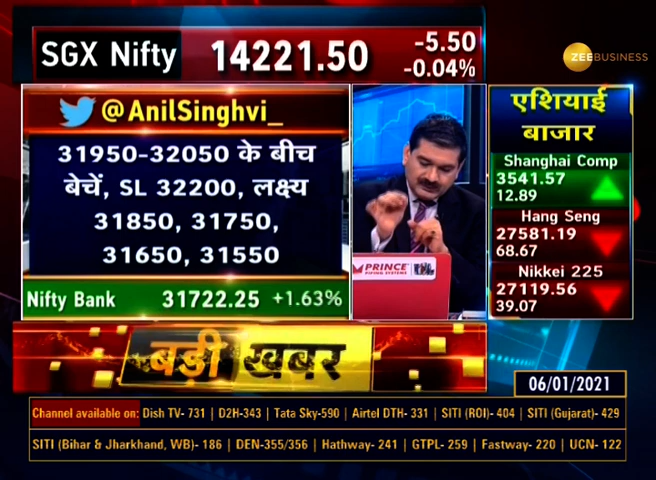 SGX Nifty 14221.50 -5.50
-0.04%
ZEEBUSINESS
@AnilSinghvi_
31950-32050 के बीच
बेचें, SL 32200, लक्ष्य
31850, 31750,
31650, 31550
Nifty Bank 31722.25 +1.63%
PRINCE
PIPING SYSTEMS
एशियाई
बाजार
Shanghai Comp
3541.57
12.89
Hang Seng
27581.19
68.67
Nikkei 225
27119.56
39.07
बड़ी खबर
06/01/2021
Channel available on: Dish TV- 731 | D2H-343 | Tata Sky-590 | Airtel DTH- 331 | SITI (ROI)- 404 | SITI (Gujarat)- 429
SITI (Bihar & Jharkhand, WB)- 186 | DEN-355/356 | Hathway- 241 | GTPL- 259 | Fastway- 220 | UCN- 122